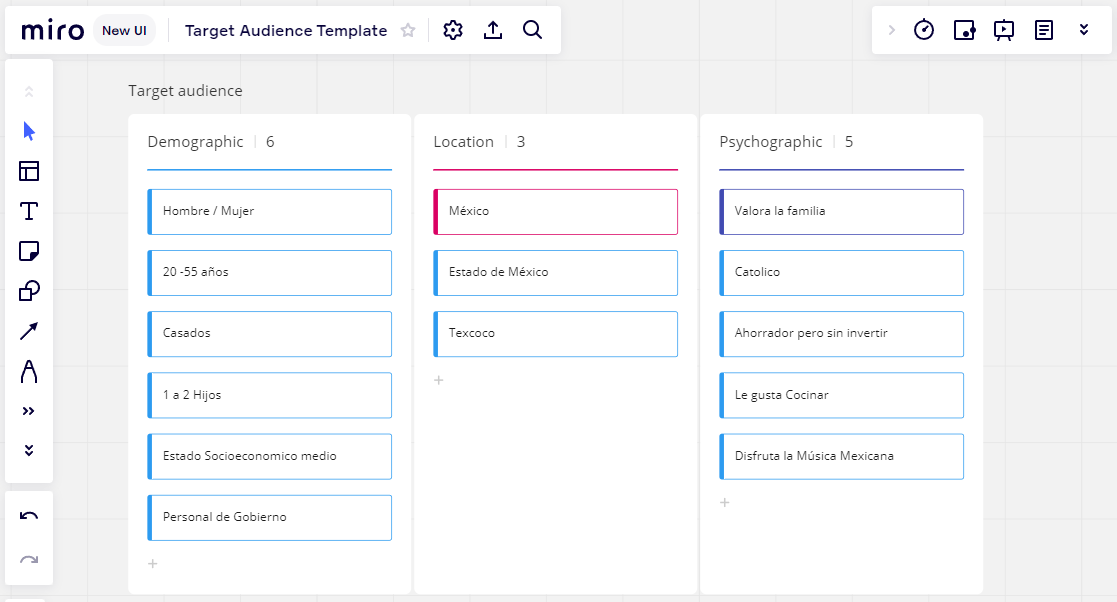 miro New UI Target Audience Template
Target audience
Demographic 6
Hombre / Mujer
20 -55 años
Casados
1 a 2 Hijos
Estado Socioeconomico medio
Personal de Gobierno
+
Location 3
México
Estado de México
Texcoco
+
Psychographic 5
Valora la familia
Catolico
Ahorrador pero sin invertir
Le gusta Cocinar
Disfruta la Música Mexicana
+